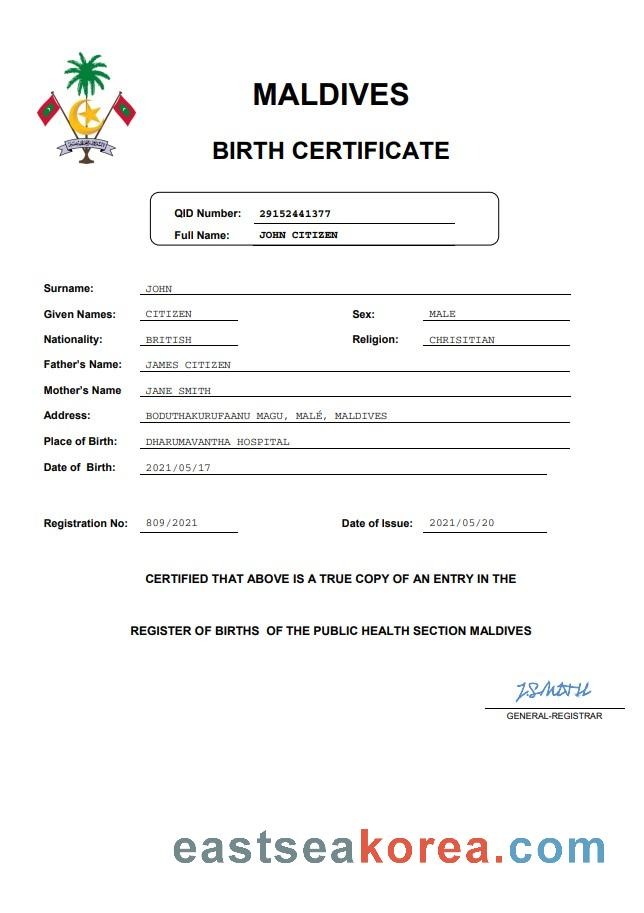 MALDIVES
BIRTH CERTIFICATE
QID Number: 29152441377
Full Name: JOHN CITIZEN
Surname: JOHN
Given Names: CITIZEN Sex: MALE
Nationality: BRITISH Religion: CHRISITIAN
Father's Name: JAMES CITIZEN
Mother's Name JANE SMITH
Address: BODUTHAKURUFAANU MAGU, MALÉ, MALDIVES
Place of Birth: DHARUMAVANTHA HOSPITAL
Date of Birth: 2021/05/17
Registration No: 809/2021 Date of Issue: 2021/05/20
CERTIFIED THAT ABOVE IS A TRUE COPY OF AN ENTRY IN THE
REGISTER OF BIRTHS OF THE PUBLIC HEALTH SECTION MALDIVES
J.SMITH
GENERAL-REGISTRAR
eastseakorea.com